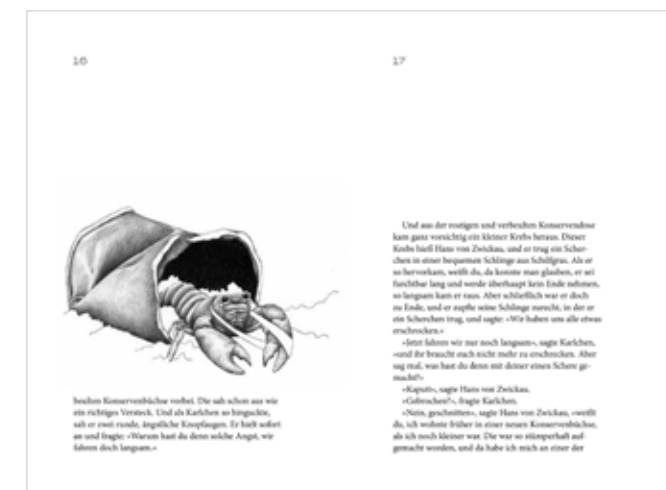 16
beulten Konservenbüchse vorbei. Die sah schon aus wie
ein richtiges Versteck. Und als Karlchen so hinguckte,
sah er zwei runde, ängstliche Knopfaugen. Er hielt sofort
an und fragte: »Warum hast du denn solche Angst, wir
fahren doch langsam.«
17
Und aus der rostigen und verbeulten Konservendose
kam ganz vorsichtig ein kleiner Krebs heraus. Dieser
Krebs hieß Hans von Zwickau, und er trug ein Scher-
chen in einer bequemen Schlinge aus Schilfgras. Als er
so hervorkam, weißt du, da konnte man glauben, er sei
furchtbar lang und werde überhaupt kein Ende nehmen,
so langsam kam er raus. Aber schließlich war er doch
zu Ende, und er zupfte seine Schlinge zurecht, in der er
ein Scherchen trug, und sagte: »Wir haben uns alle etwas
erschrocken.«
»Jetzt fahren wir nur noch langsam«, sagte Karlchen,
»und ihr braucht euch nicht mehr zu erschrecken. Aber
sag mal, was hast du denn mit deiner einen Schere ge-
macht?«
»Kaputt«, sagte Hans von Zwickau.
»Gebrochen?«, fragte Karlchen.
»Nein, geschnitten«, sagte Hans von Zwickau, »weißt
du, ich wohnte früher in einer neuen Konservenbüchse,
als ich noch kleiner war. Die war so stümperhaft auf-
gemacht worden, und da habe ich mich an einer der